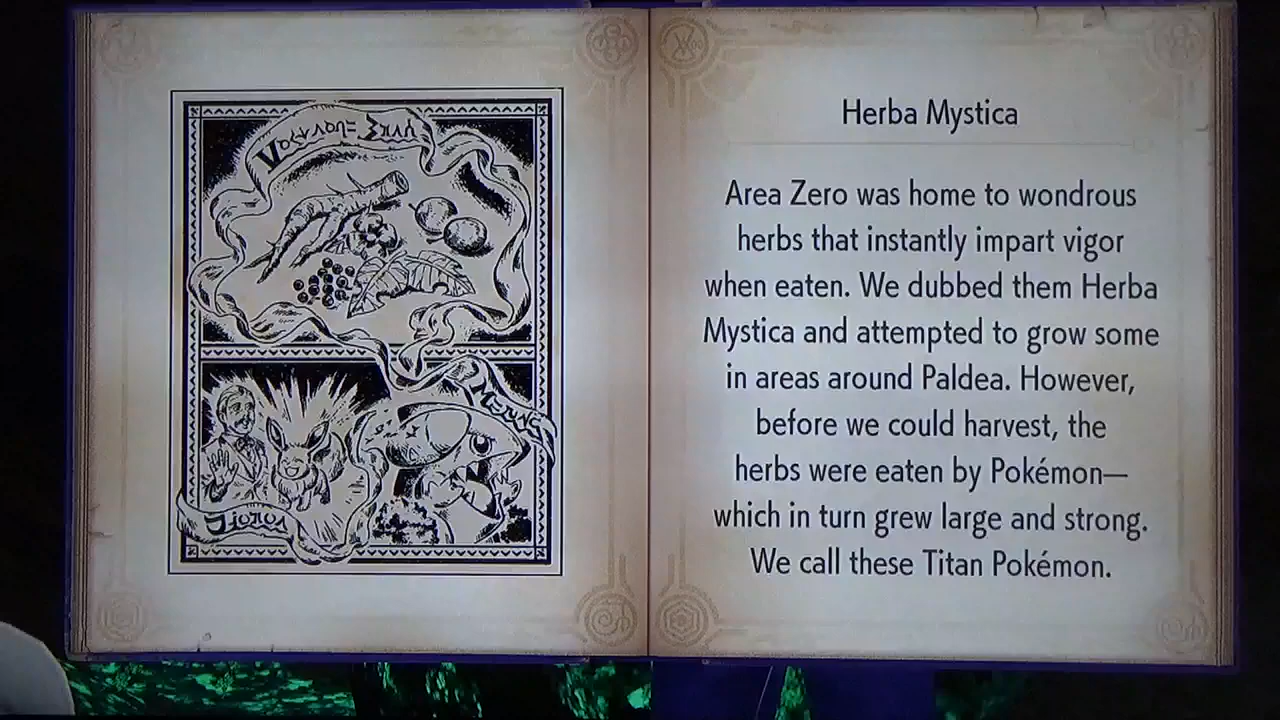 Herba Mystica
Area Zero was home to wondrous
herbs that instantly impart vigor
when eaten. We dubbed them Herba
Mystica and attempted to grow some
in areas around Paldea. However,
before we could harvest, the
herbs were eaten by Pokémon—
which in turn grew large and strong.
We call these Titan Pokémon.